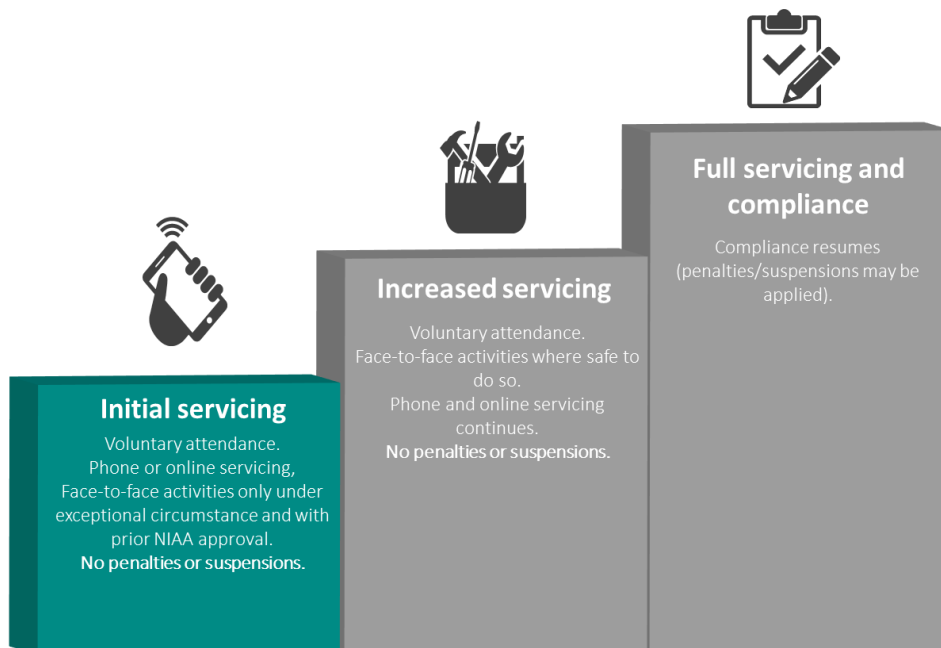 Initial servicing
Voluntary attendance.
Phone or online servicing,
Face-to-face activities only under
exceptional circumstance and with
prior NIAA approval.
No penalties or suspensions.
Increased servicing
Voluntary attendance.
Face-to-face activities where safe to
do so.
Phone and online servicing
continues.
No penalties or suspensions.
Full servicing and
compliance
Compliance resumes
(penalties/suspensions may be
applied).